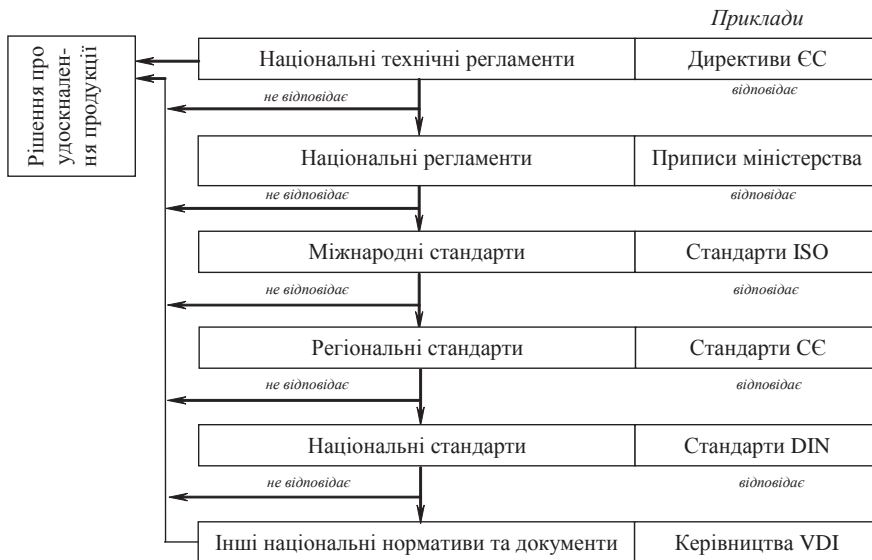 Приклади
Рішення про
удоскнален-
ня продукції
Національні технічні регламенти Директиви ЄС
не відповідає відповідає
Національні регламенти Приписи міністерства
не відповідає відповідає
Міжнародні стандарти Стандарти ISO
не відповідає відповідає
Регіональні стандарти Стандарти СЄ
не відповідає відповідає
Національні стандарти Стандарти DIN
не відповідає відповідає
Інші національні нормативи та документи Керівництва VDI